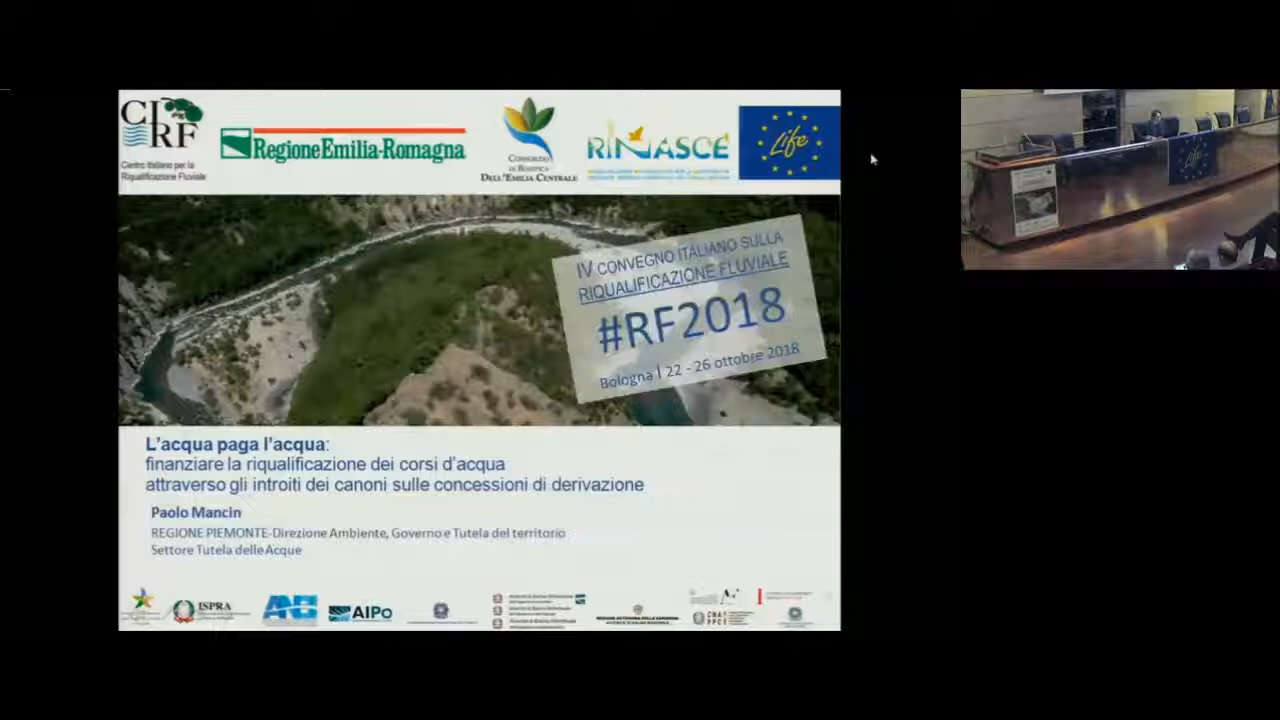 CIRF
Centro Italiano per la
Riqualificazione Fluviale
RegioneEmilia-Romagna
CONSORZIO
DI BONIFICA
DELL'EMILIA CENTRALE
RINASCE
Life
IV CONVEGNO ITALIANO SULLA
RIQUALIFICAZIONE FLUVIALE
#RF2018
Bologna | 22 - 26 ottobre 2018
L'acqua paga l'acqua:
finanziare la riqualificazione dei corsi d'acqua
attraverso gli introiti dei canoni sulle concessioni di derivazione
Paolo Mancin
REGIONE PIEMONTE-Direzione Ambiente, Governo e Tutela del territorio
Settore Tutela delle Acque
ISPRA
ANBI
AIPo
Life